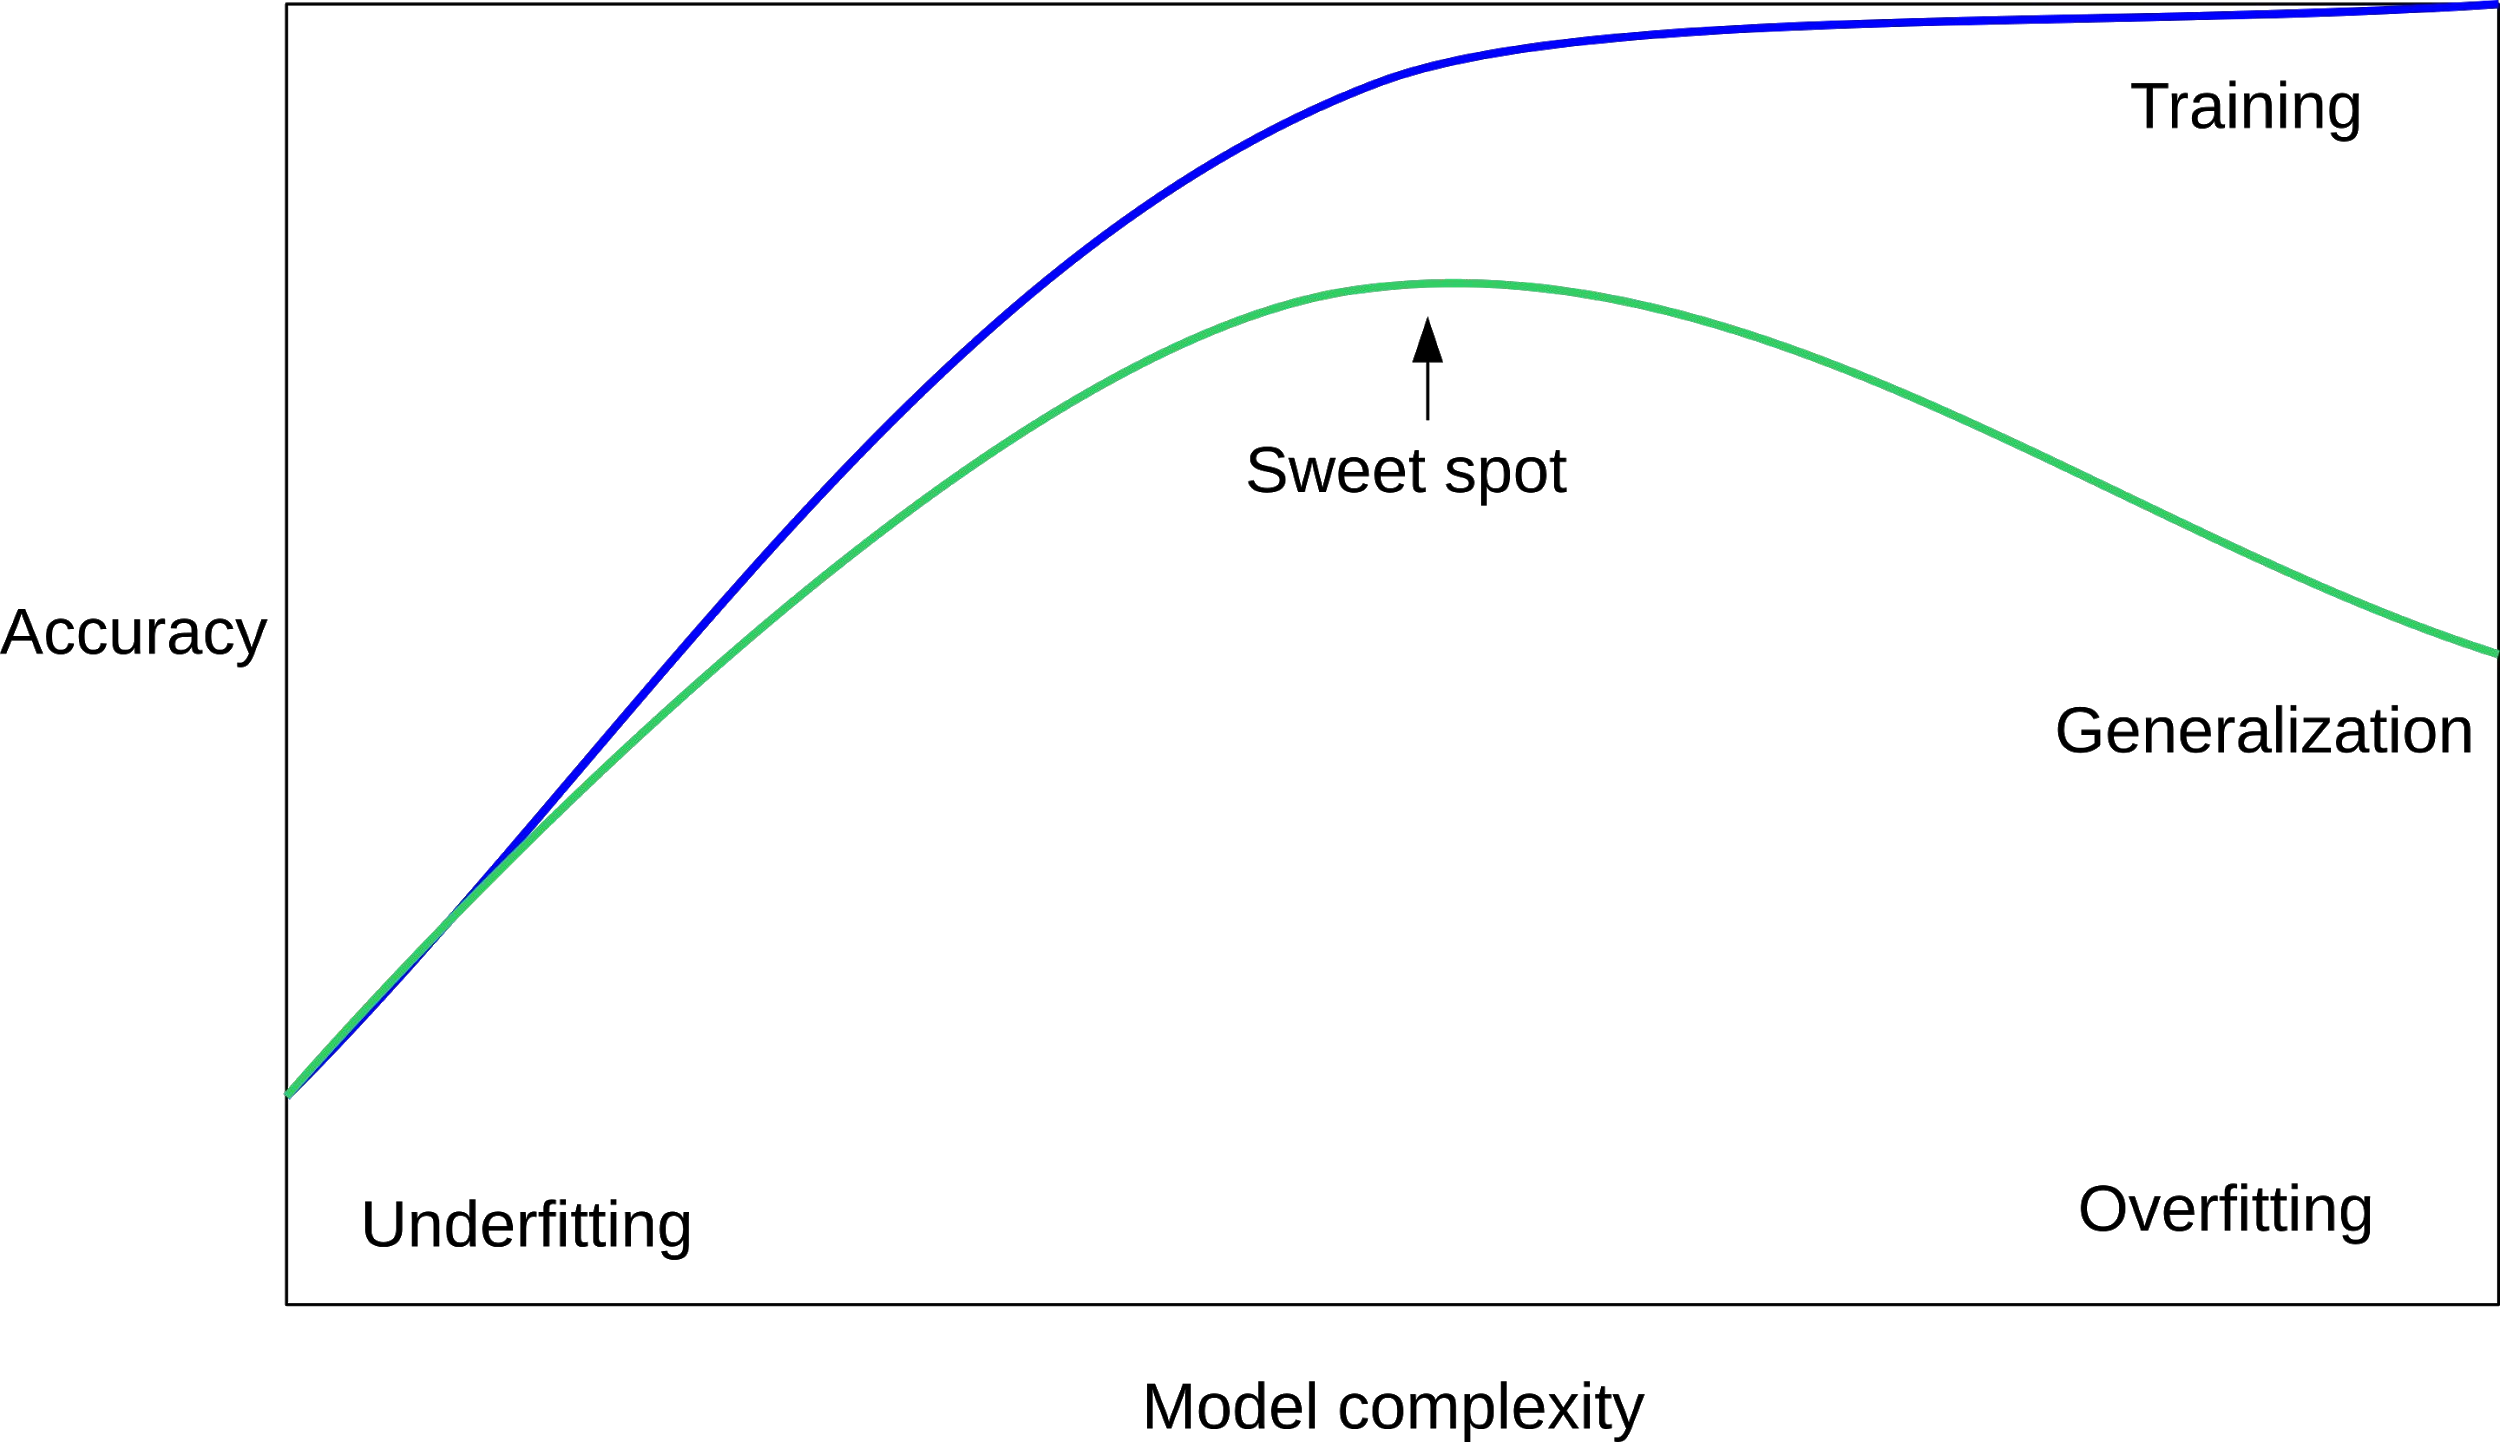 Training
Sweet spot
Accuracy
Generalization
Underfitting
Overfitting
Model complexity